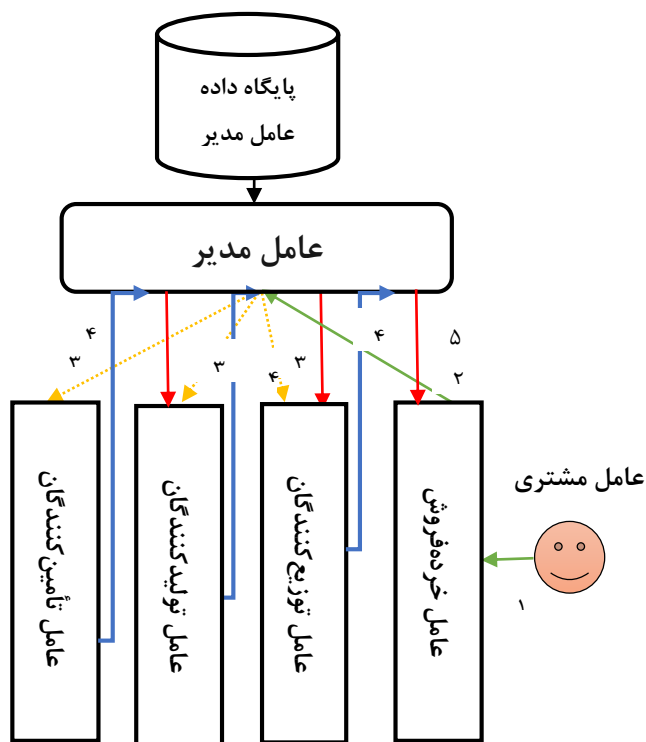 پایگاه داده
عامل مدیر
عامل مدیر
۴
۳
۳
۴
۳
۴
۵
۲
عامل تأمین‌کنندگان
عامل تولیدکنندگان
عامل توزیع‌کنندگان
عامل خرده‌فروش
عامل مشتری
۱